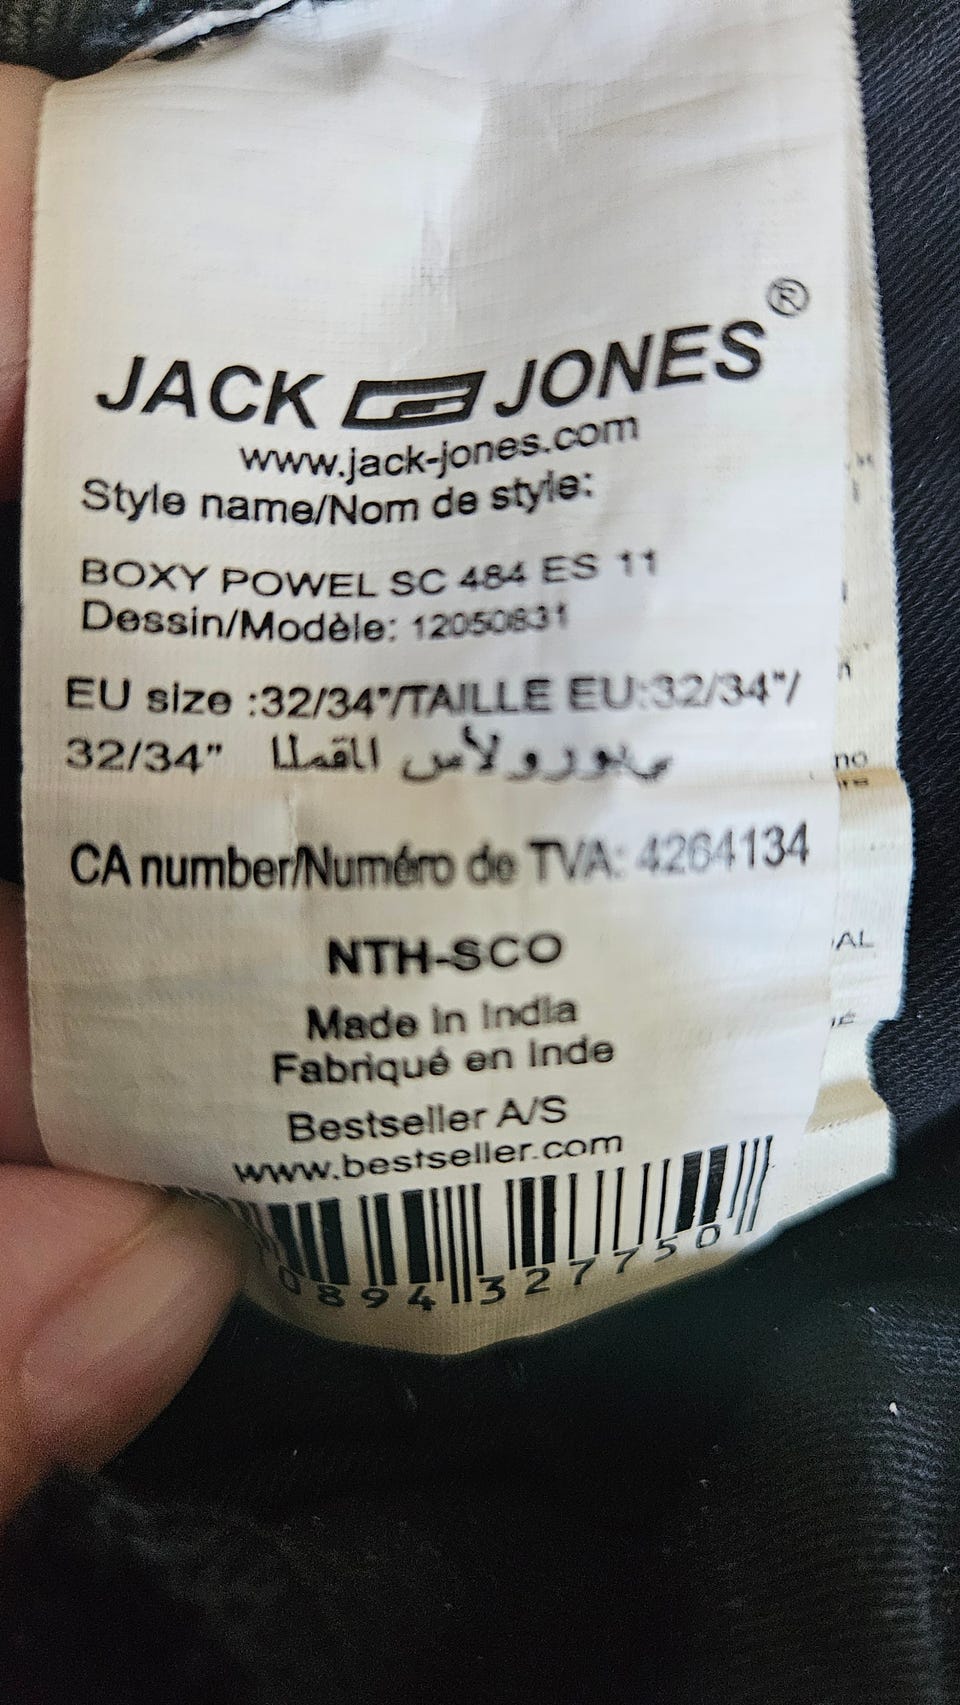 JACK JONES®
www.jack-jones.com
Style name/Nom de style:
BOXY POWEL SC 484 ES 11
Dessin/Modèle: 12050631
EU size :32/34"/TAILLE EU:32/34"/
32/34"
CA number/Numéro de TVA: 4264134
NTH-SCO
Made in India
Fabriqué en Inde
Bestseller A/S
www.bestseller.com
0894 327750